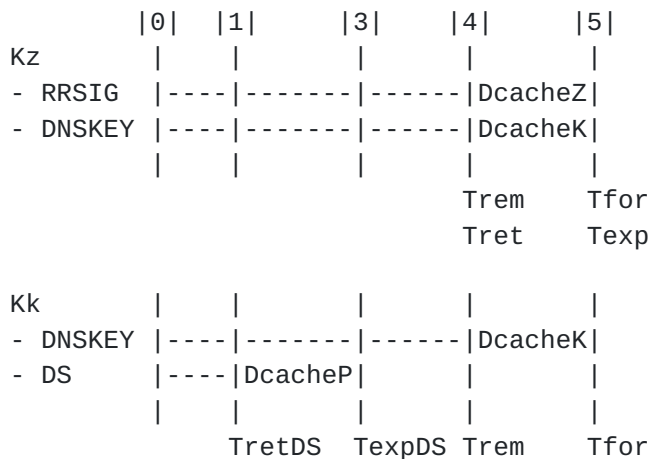 |0|  |1|      |3|    |4|     |5|
Kz       |    |       |      |       |
- RRSIG  |----|-------|------|DcacheZ|
- DNSKEY |----|-------|------|DcacheK|
         |    |       |      |       |
                             Trem    Tfor
                             Tret    Texp

Kk       |    |       |      |       |
- DNSKEY |----|-------|------|DcacheK|
- DS     |----|DcacheP|      |       |
         |    |       |      |       |
              TretDS  TexpDS Trem    Tfor